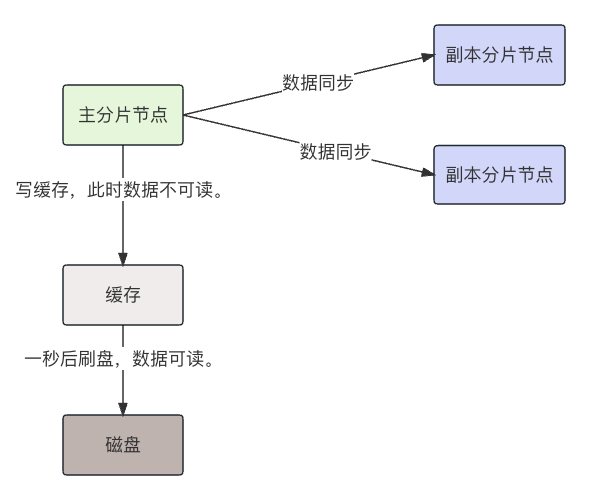 副本分片节点
数据同步
主分片节点
数据同步
副本分片节点
写缓存，此时数据不可读。
缓存
一秒后刷盘，数据可读。
磁盘